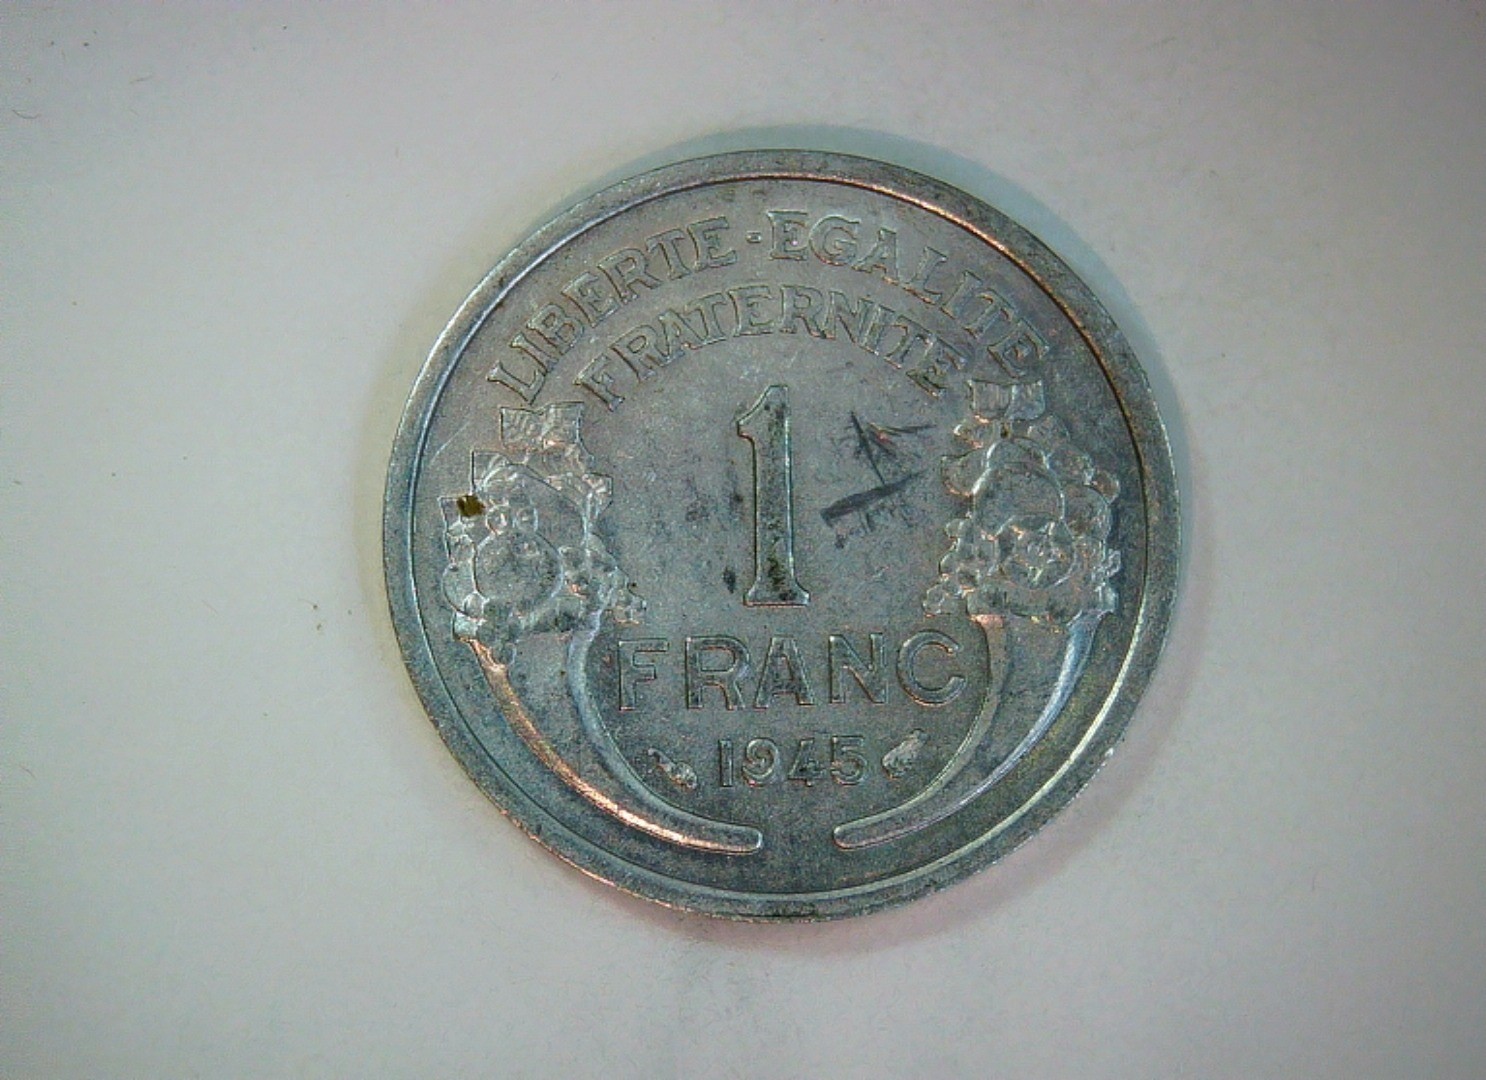 LIBERTE · EGALITE
FRATERNITE
1
FRANC
1945